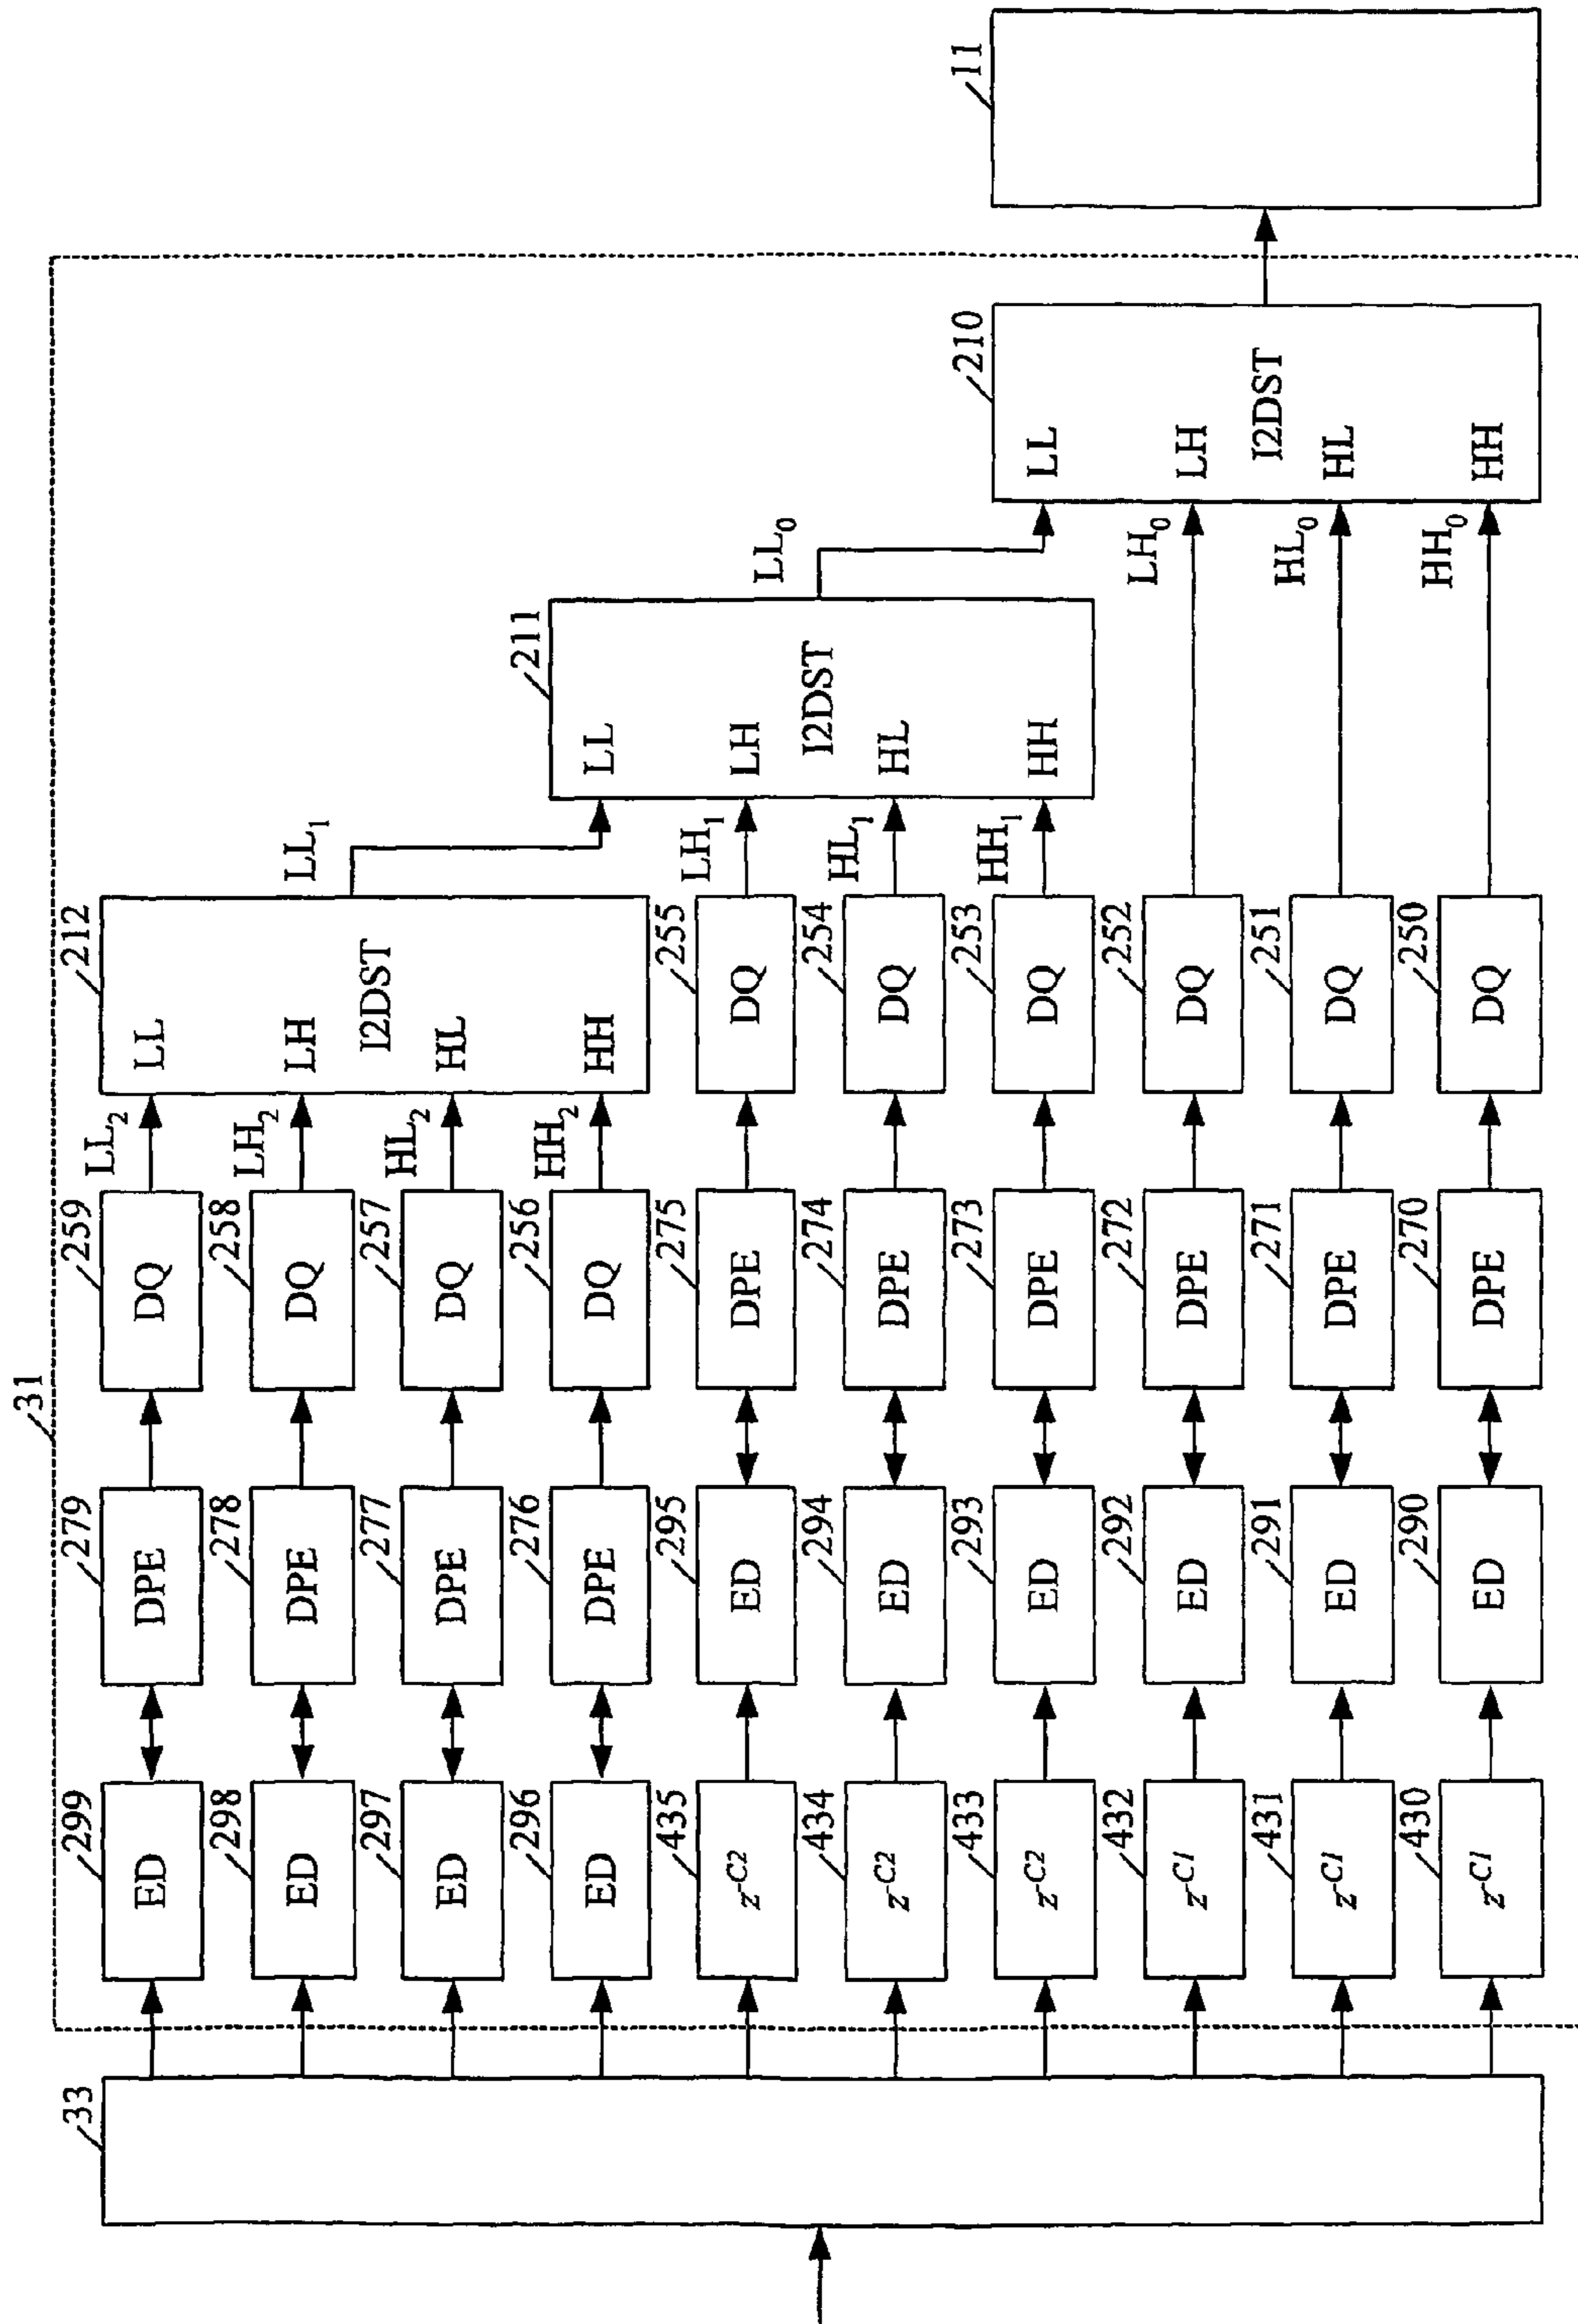 31
33
299
ED
279
DPE
259
DQ
LL₂
298
ED
278
DPE
258
DQ
LH₂
297
ED
277
DPE
257
DQ
HL₂
296
ED
276
DPE
256
DQ
HH₂
212
LL
LH
I2DST
HL
HH
LL₁
435
z⁻ᶜ²
295
ED
275
DPE
255
DQ
LH₁
434
z⁻ᶜ²
294
ED
274
DPE
254
DQ
HL₁
433
z⁻ᶜ²
293
ED
273
DPE
253
DQ
HH₁
211
LL
LH
I2DST
HL
HH
LL₀
432
z⁻ᶜ¹
292
ED
272
DPE
252
DQ
LH₀
431
z⁻ᶜ¹
291
ED
271
DPE
251
DQ
HL₀
430
z⁻ᶜ¹
290
ED
270
DPE
250
DQ
HH₀
210
LL
LH
I2DST
HL
HH
11